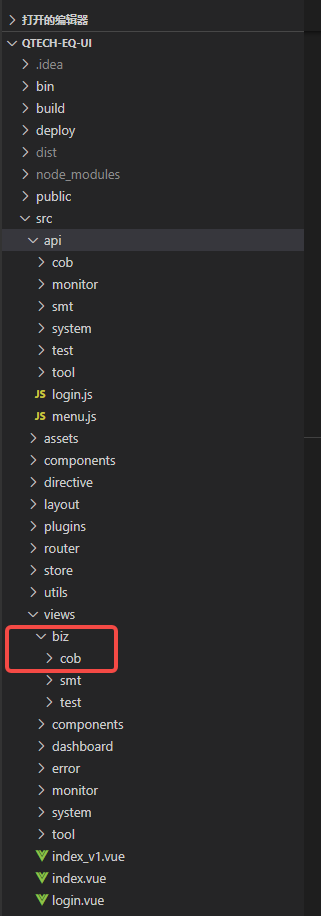 打开的编辑器
QTECH-EQ-UI
.idea
bin
build
deploy
dist
node_modules
public
src
api
cob
monitor
smt
system
test
tool
JS login.js
JS menu.js
assets
components
directive
layout
plugins
router
store
utils
views
biz
cob
smt
test
components
dashboard
error
monitor
system
tool
index_v1.vue
index.vue
login.vue